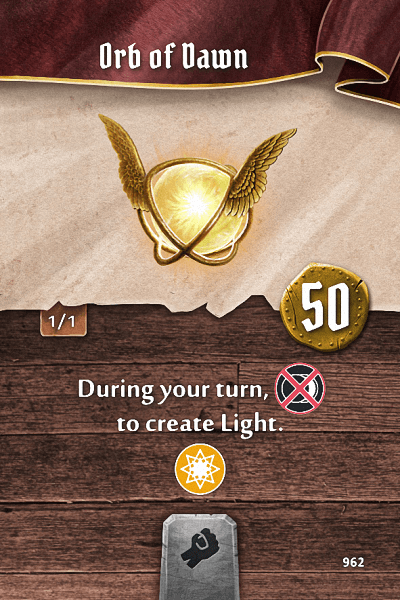 Orb of Dawn
50
1/1
During your turn,
to create Light.
962